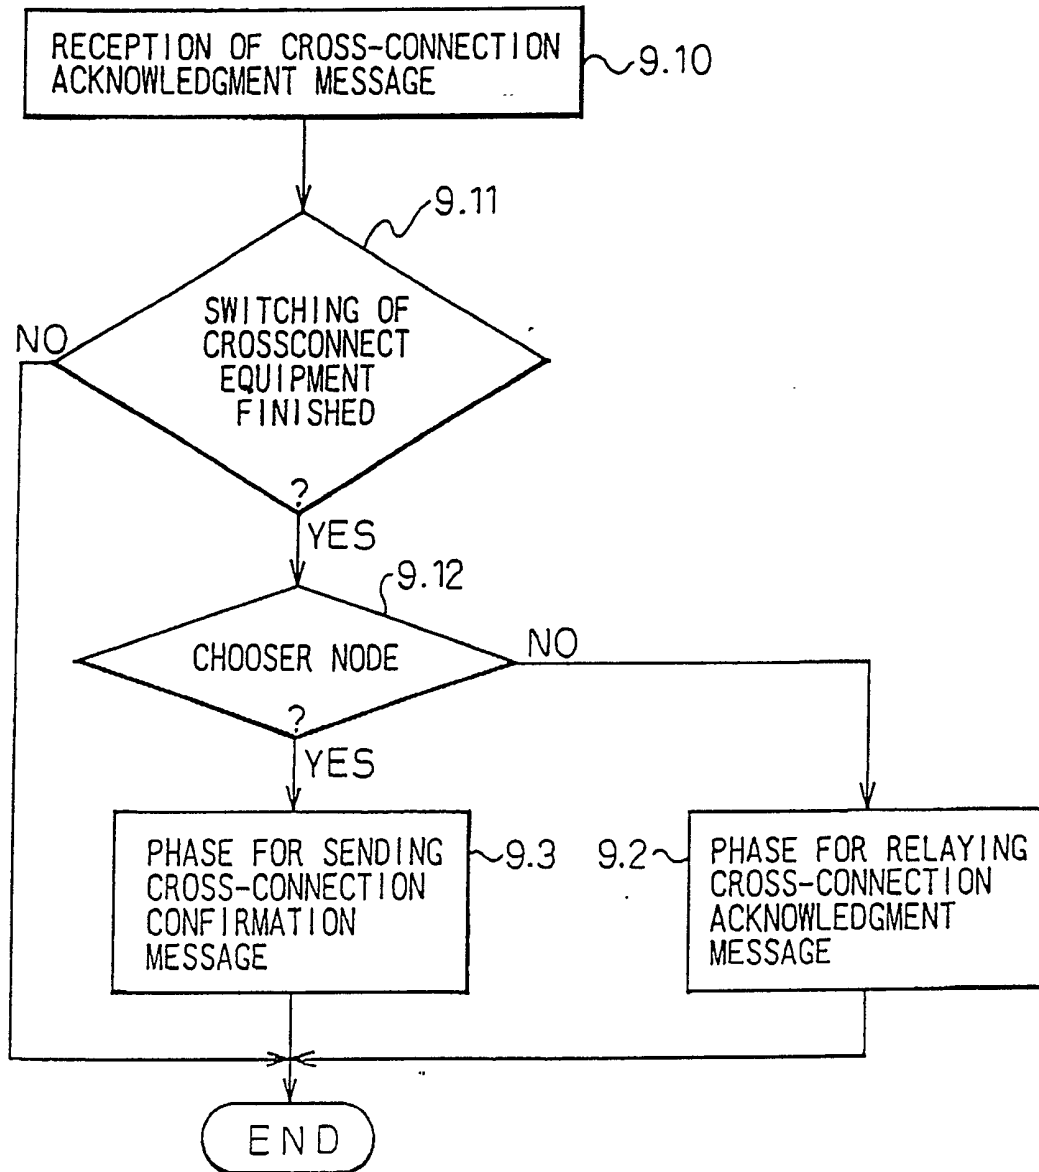 RECEPTION OF CROSS-CONNECTION
ACKNOWLEDGMENT MESSAGE
9.10
9.11
SWITCHING OF
CROSSCONNECT
EQUIPMENT
FINISHED
?
NO
YES
9.12
CHOOSER NODE
?
NO
YES
PHASE FOR SENDING
CROSS-CONNECTION
CONFIRMATION
MESSAGE
9.3
9.2
PHASE FOR RELAYING
CROSS-CONNECTION
ACKNOWLEDGMENT
MESSAGE
END